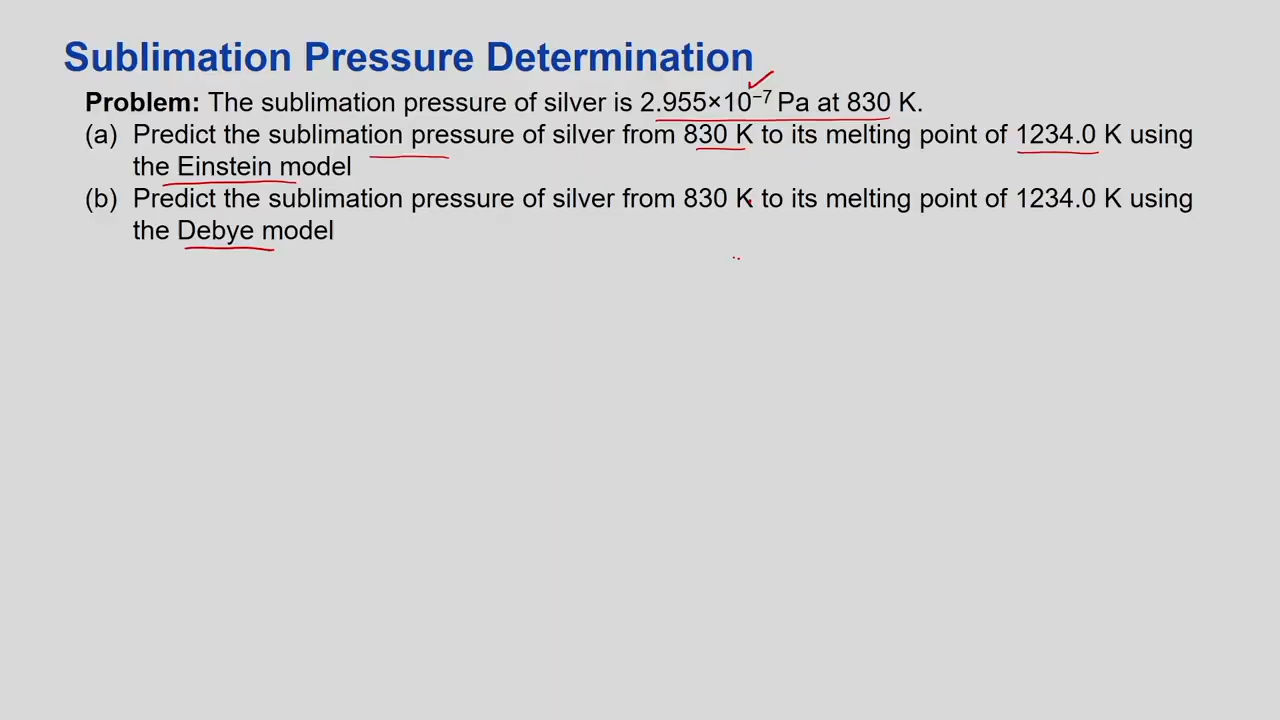 Sublimation Pressure Determination
Problem: The sublimation pressure of silver is 2.955×10⁻⁷ Pa at 830 K.
(a) Predict the sublimation pressure of silver from 830 K to its melting point of 1234.0 K using
the Einstein model
(b) Predict the sublimation pressure of silver from 830 K to its melting point of 1234.0 K using
the Debye model